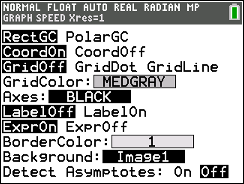 NORMAL FLOAT AUTO REAL RADIAN MP
GRAPH SPEED Xres=1
RectGC PolarGC
CoordOn CoordOff
GridOff GridDot GridLine
GridColor: MEDGRAY
Axes: BLACK
LabelOff LabelOn
ExprOn ExprOff
BorderColor: 1
Background: Image1
Detect Asymptotes: On Off